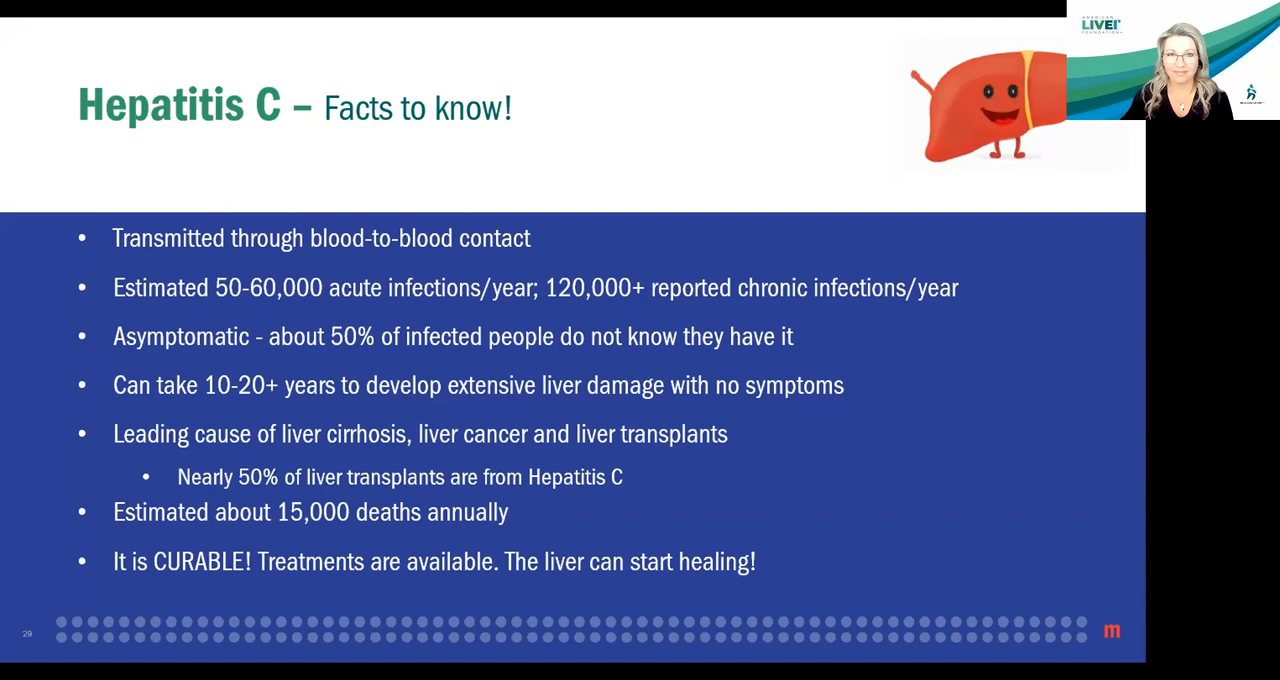 Hepatitis C – Facts to know!
AMERICAN
LIVER
FOUNDATION
• Transmitted through blood-to-blood contact
• Estimated 50-60,000 acute infections/year; 120,000+ reported chronic infections/year
• Asymptomatic - about 50% of infected people do not know they have it
• Can take 10-20+ years to develop extensive liver damage with no symptoms
• Leading cause of liver cirrhosis, liver cancer and liver transplants
• Nearly 50% of liver transplants are from Hepatitis C
• Estimated about 15,000 deaths annually
• It is CURABLE! Treatments are available. The liver can start healing!
29
m